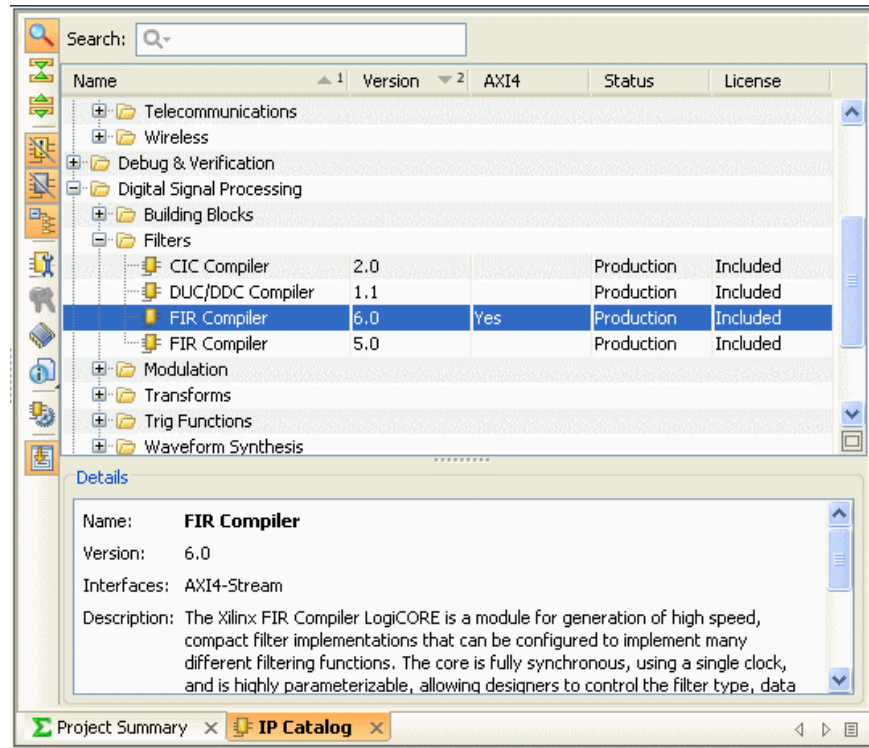 Search:
Name 1 Version 2 AXI4 Status License
Telecommunications
Wireless
Debug & Verification
Digital Signal Processing
Building Blocks
Filters
CIC Compiler 2.0 Production Included
DUC/DDC Compiler 1.1 Production Included
FIR Compiler 6.0 Yes Production Included
FIR Compiler 5.0 Production Included
Modulation
Transforms
Trig Functions
Waveform Synthesis
Details
Name: FIR Compiler
Version: 6.0
Interfaces: AXI4-Stream
Description: The Xilinx FIR Compiler LogiCORE is a module for generation of high speed,
compact filter implementations that can be configured to implement many
different filtering functions. The core is fully synchronous, using a single clock,
and is highly parameterizable, allowing designers to control the filter type, data
Project Summary IP Catalog